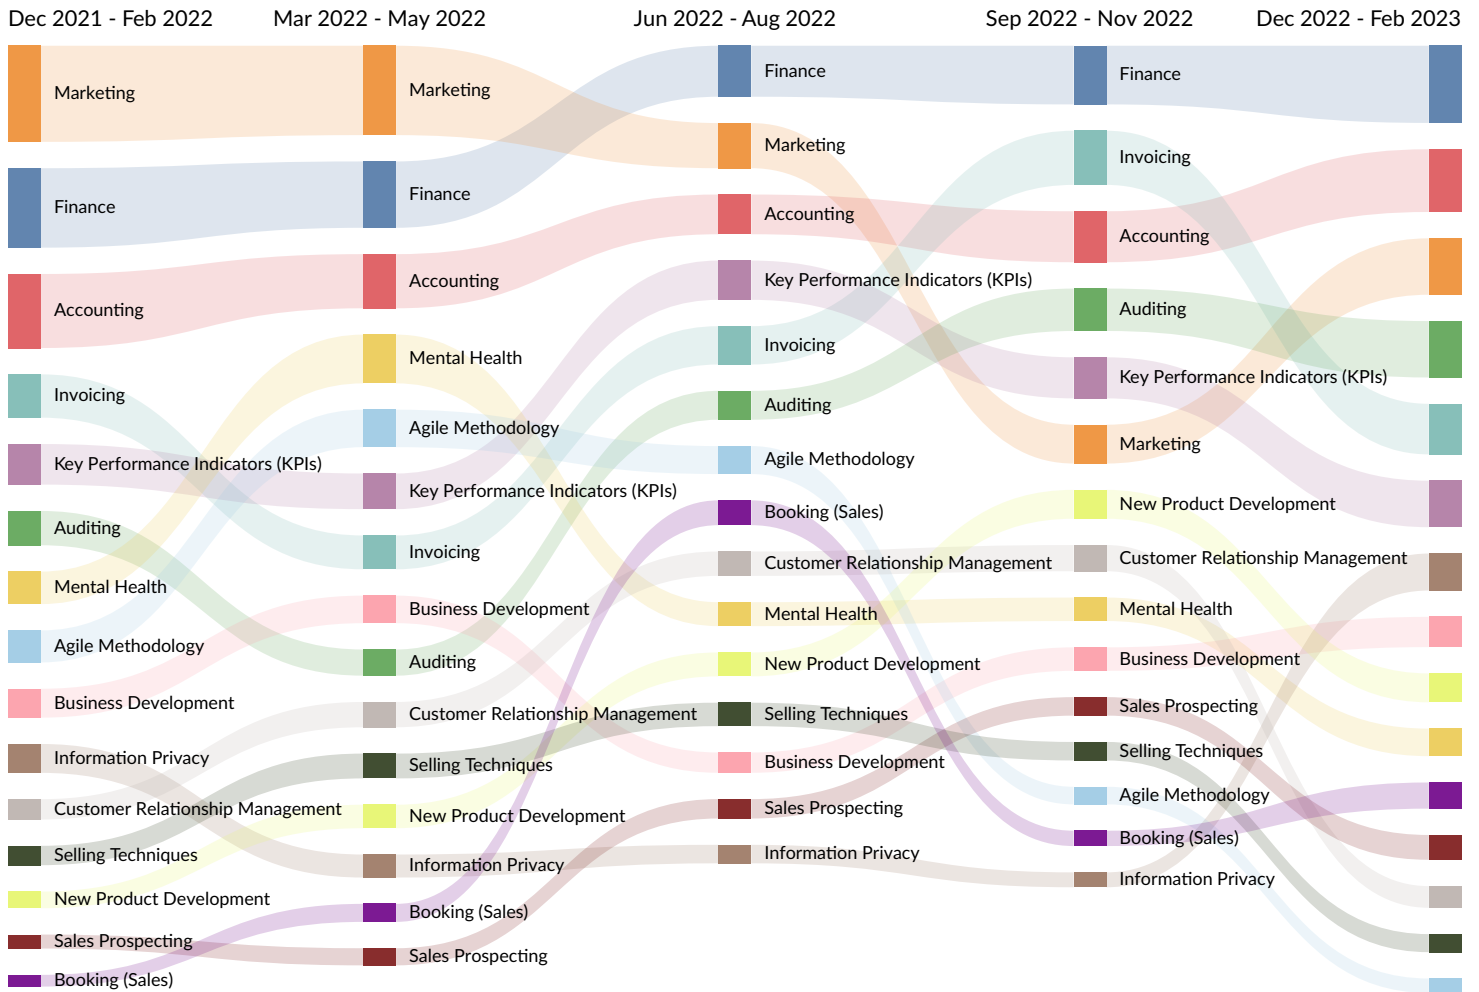 Dec 2021 - Feb 2022
Mar 2022 - May 2022
Jun 2022 - Aug 2022
Sep 2022 - Nov 2022
Dec 2022 - Feb 2023
Marketing
Finance
Accounting
Invoicing
Key Performance Indicators (KPIs)
Auditing
Mental Health
Agile Methodology
Business Development
Information Privacy
Customer Relationship Management
Selling Techniques
New Product Development
Sales Prospecting
Booking (Sales)
Marketing
Finance
Accounting
Mental Health
Agile Methodology
Key Performance Indicators (KPIs)
Invoicing
Business Development
Auditing
Customer Relationship Management
Selling Techniques
New Product Development
Information Privacy
Booking (Sales)
Sales Prospecting
Finance
Marketing
Accounting
Key Performance Indicators (KPIs)
Invoicing
Auditing
Agile Methodology
Booking (Sales)
Customer Relationship Management
Mental Health
New Product Development
Selling Techniques
Business Development
Sales Prospecting
Information Privacy
Finance
Invoicing
Accounting
Auditing
Key Performance Indicators (KPIs)
Marketing
New Product Development
Customer Relationship Management
Mental Health
Business Development
Sales Prospecting
Selling Techniques
Agile Methodology
Booking (Sales)
Information Privacy